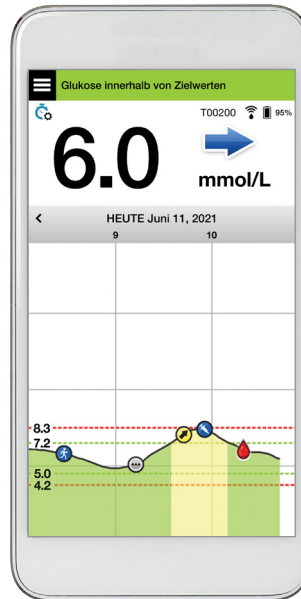 Glukose innerhalb von Zielwerten
T00200 95%
6.0
mmol/L
HEUTE Juni 11, 2021
9 10
8.3
7.2
5.0
4.2